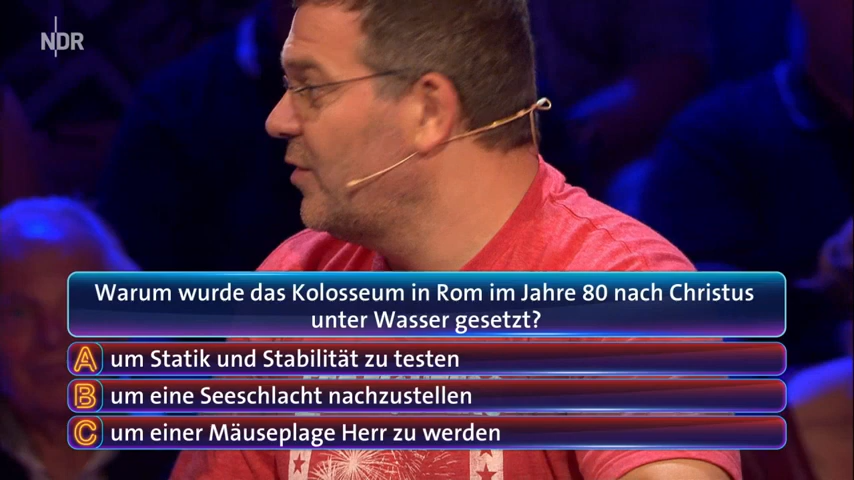 NDR
Warum wurde das Kolosseum in Rom im Jahre 80 nach Christus
unter Wasser gesetzt?
A um Statik und Stabilität zu testen
B um eine Seeschlacht nachzustellen
C um einer Mäuseplage Herr zu werden